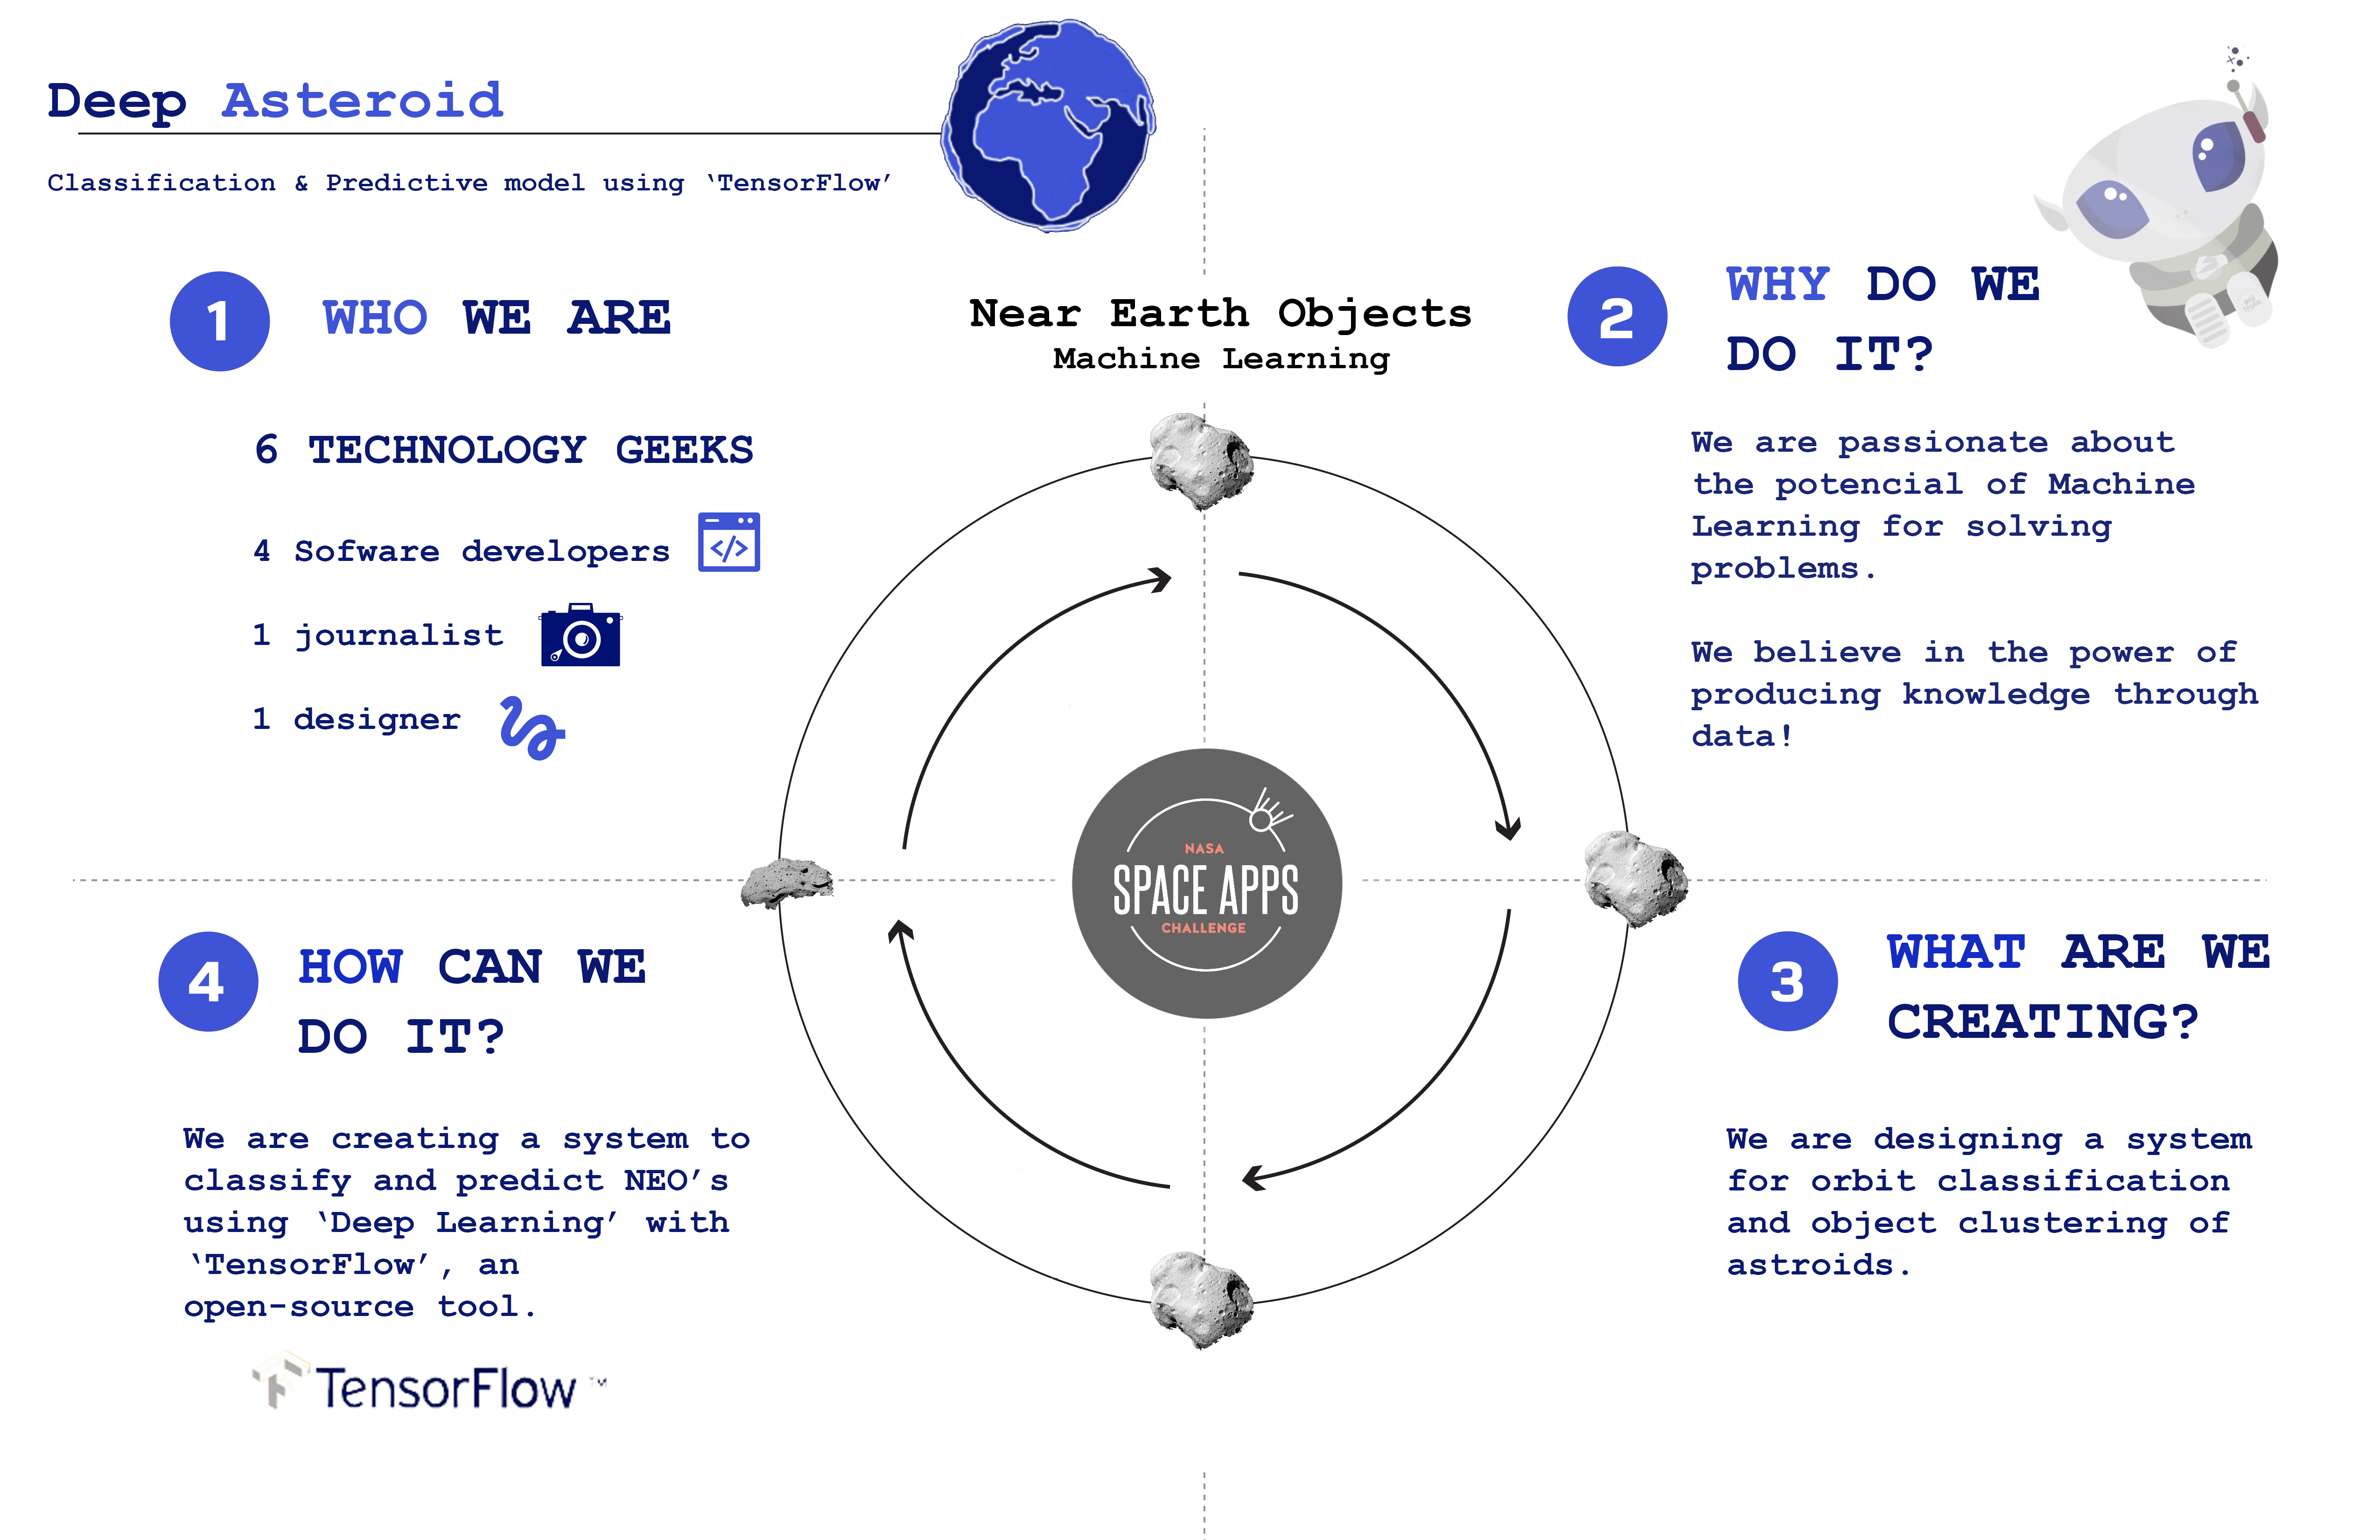 Deep Asteroid
Classification & Predictive model using ‘TensorFlow’
1
WHO WE ARE
6 TECHNOLOGY GEEKS
4 Sofware developers
</>
1 journalist
1 designer
Near Earth Objects
Machine Learning
2
WHY DO WE
DO IT?
We are passionate about
the potencial of Machine
Learning for solving
problems.
We believe in the power of
producing knowledge through
data!
NASA
SPACE APPS
CHALLENGE
3
WHAT ARE WE
CREATING?
We are designing a system
for orbit classification
and object clustering of
astroids.
4
HOW CAN WE
DO IT?
We are creating a system to
classify and predict NEO’s
using ‘Deep Learning’ with
‘TensorFlow’, an
open-source tool.
TensorFlow ™